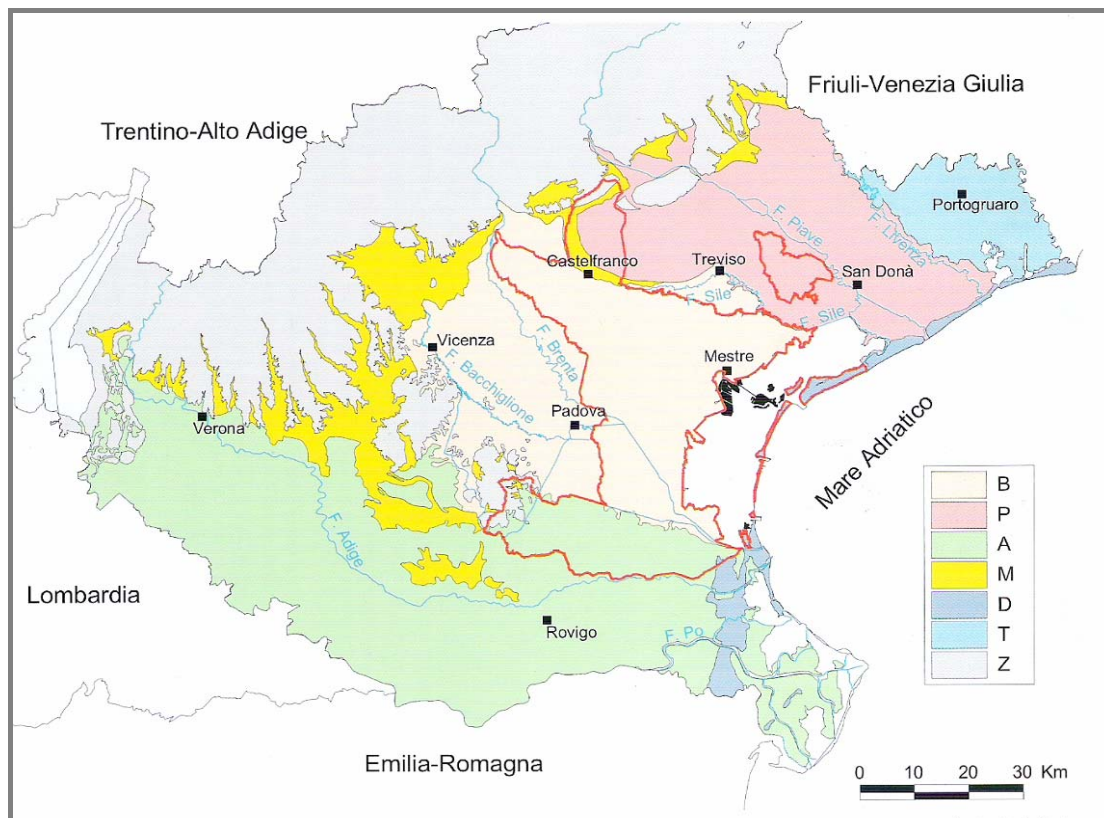 Friuli-Venezia Giulia
Trentino-Alto Adige
Portogruaro
F. Piave
F. Livenza
Castelfranco
Treviso
San Donà
F. Sile
F. Sile
Vicenza
F. Brenta
Mestre
F. Bacchiglione
Padova
Verona
Mare Adriatico
F. Adige
B
P
A
M
D
T
Z
Lombardia
Rovigo
F. Po
Emilia-Romagna
0 10 20 30 Km